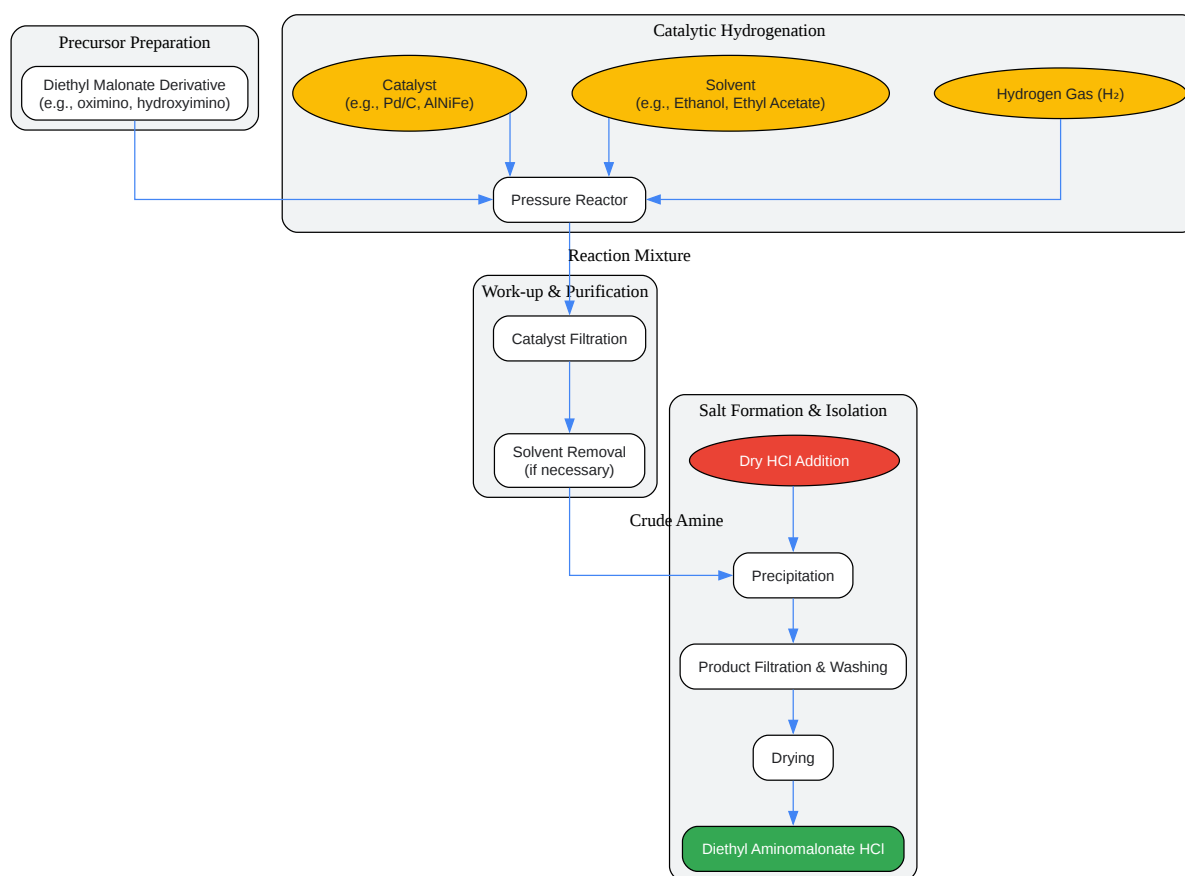 Precursor Preparation
Diethyl Malonate Derivative
(e.g., oximino, hydroxyimino)
Catalytic Hydrogenation
Catalyst
(e.g., Pd/C, AlNiFe)
Solvent
(e.g., Ethanol, Ethyl Acetate)
Hydrogen Gas (H₂)
Pressure Reactor
Reaction Mixture
Work-up & Purification
Catalyst Filtration
Solvent Removal
(if necessary)
Crude Amine
Salt Formation & Isolation
Dry HCl Addition
Precipitation
Product Filtration & Washing
Drying
Diethyl Aminomalonate HCl